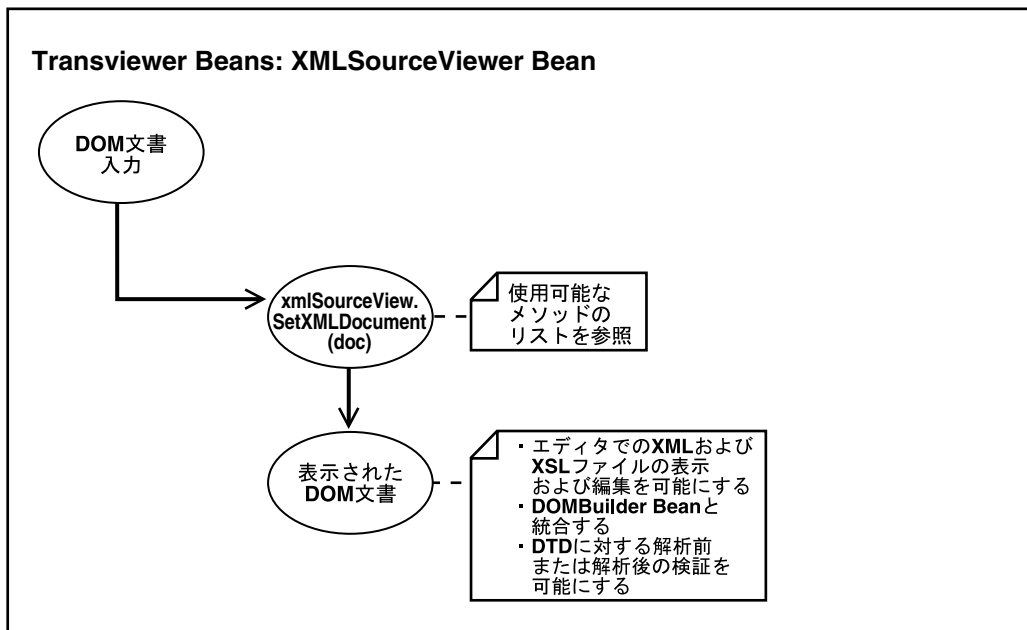 Transviewer Beans: XMLSourceViewer Bean
DOM文書
入力
xmlSourceView.
SetXMLDocument
(doc)
使用可能な
メソッドの
リストを参照
表示された
DOM文書
・エディタでのXMLおよび
XSLファイルの表示
および編集を可能にする
・DOMBuilder Beanと
統合する
・DTDに対する解析前
または解析後の検証を
可能にする